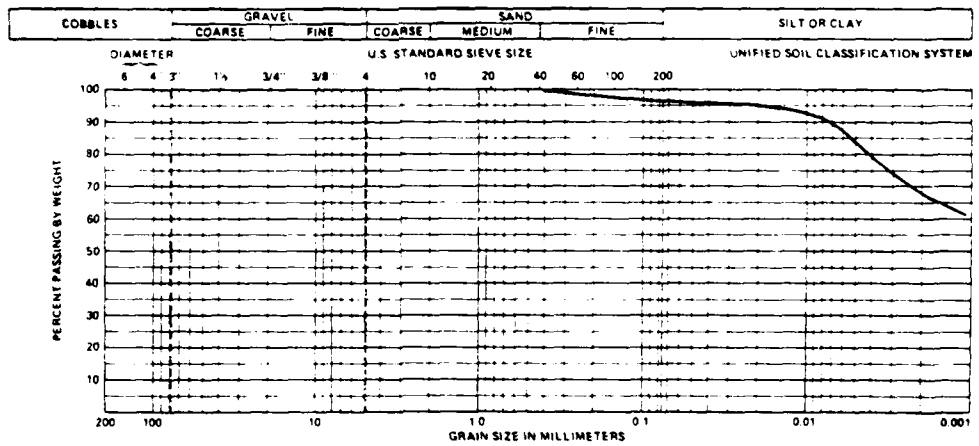 COBBLES GRAVEL SAND SILT OR CLAY
COARSE FINE COARSE MEDIUM FINE
DIAMETER U.S. STANDARD SIEVE SIZE UNIFIED SOIL CLASSIFICATION SYSTEM
6 4 3" 1½ 3/4" 3/8" 4 10 20 40 60 100 200
100
90
80
70
60
50
40
30
20
10
PERCENT PASSING BY WEIGHT
200 100 10 1.0 0.1 0.01 0.001
GRAIN SIZE IN MILLIMETERS